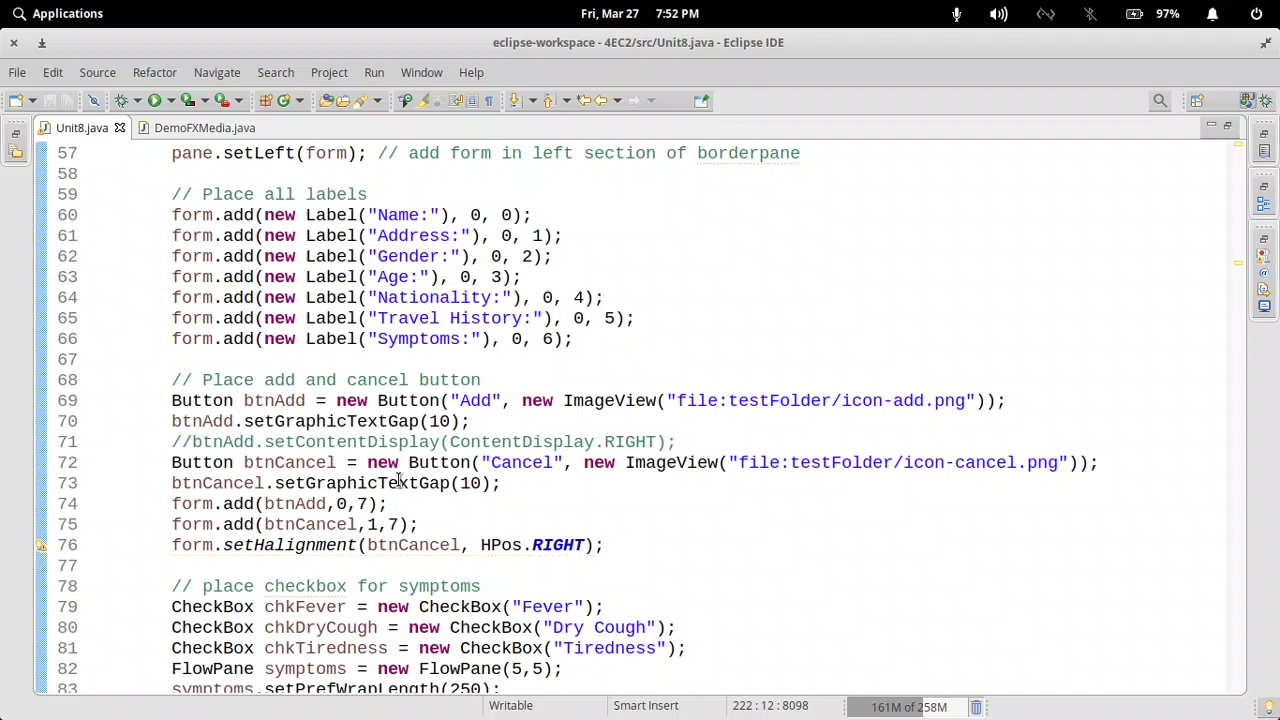 Applications
Fri, Mar 27 7:52 PM
97%
eclipse-workspace - 4EC2/src/Unit8.java - Eclipse IDE
File Edit Source Refactor Navigate Search Project Run Window Help
Unit8.java DemoFXMedia.java
57 pane.setLeft(form); // add form in left section of borderpane
58
59 // Place all labels
60 form.add(new Label("Name:"), 0, 0);
61 form.add(new Label("Address:"), 0, 1);
62 form.add(new Label("Gender:"), 0, 2);
63 form.add(new Label("Age:"), 0, 3);
64 form.add(new Label("Nationality:"), 0, 4);
65 form.add(new Label("Travel History:"), 0, 5);
66 form.add(new Label("Symptoms:"), 0, 6);
67
68 // Place add and cancel button
69 Button btnAdd = new Button("Add", new ImageView("file:testFolder/icon-add.png"));
70 btnAdd.setGraphicTextGap(10);
71 //btnAdd.setContentDisplay(ContentDisplay.RIGHT);
72 Button btnCancel = new Button("Cancel", new ImageView("file:testFolder/icon-cancel.png"));
73 btnCancel.setGraphicTextGap(10);
74 form.add(btnAdd,0,7);
75 form.add(btnCancel,1,7);
76 form.setHalignment(btnCancel, HPos.RIGHT);
77
78 // place checkbox for symptoms
79 CheckBox chkFever = new CheckBox("Fever");
80 CheckBox chkDryCough = new CheckBox("Dry Cough");
81 CheckBox chkTiredness = new CheckBox("Tiredness");
82 FlowPane symptoms = new FlowPane(5,5);
83 symptoms.setPrefWrapLength(250);
Writable Smart Insert 222 : 12 : 8098 161M of 258M